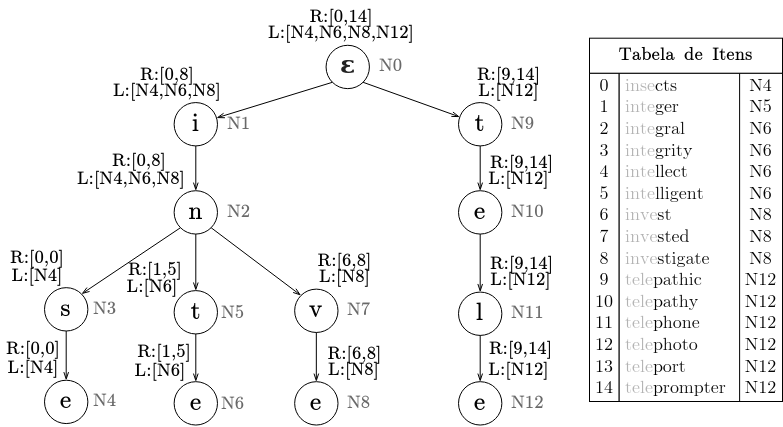 R:[0,14]
L:[N4,N6,N8,N12]
ε N0
R:[0,8]
L:[N4,N6,N8]
R:[9,14]
L:[N12]
i N1
t N9
R:[0,8]
L:[N4,N6,N8]
R:[9,14]
L:[N12]
n N2
e N10
R:[0,0]
L:[N4]
R:[1,5]
L:[N6]
R:[6,8]
L:[N8]
R:[9,14]
L:[N12]
s N3
t N5
v N7
l N11
R:[0,0]
L:[N4]
R:[1,5]
L:[N6]
R:[6,8]
L:[N8]
R:[9,14]
L:[N12]
e N4
e N6
e N8
e N12
Tabela de Itens
0 insects N4
1 integer N5
2 integral N6
3 integrity N6
4 intellect N6
5 intelligent N6
6 invest N8
7 invested N8
8 investigate N8
9 telepathic N12
10 telepathy N12
11 telephone N12
12 telephoto N12
13 teleport N12
14 teleprompter N12